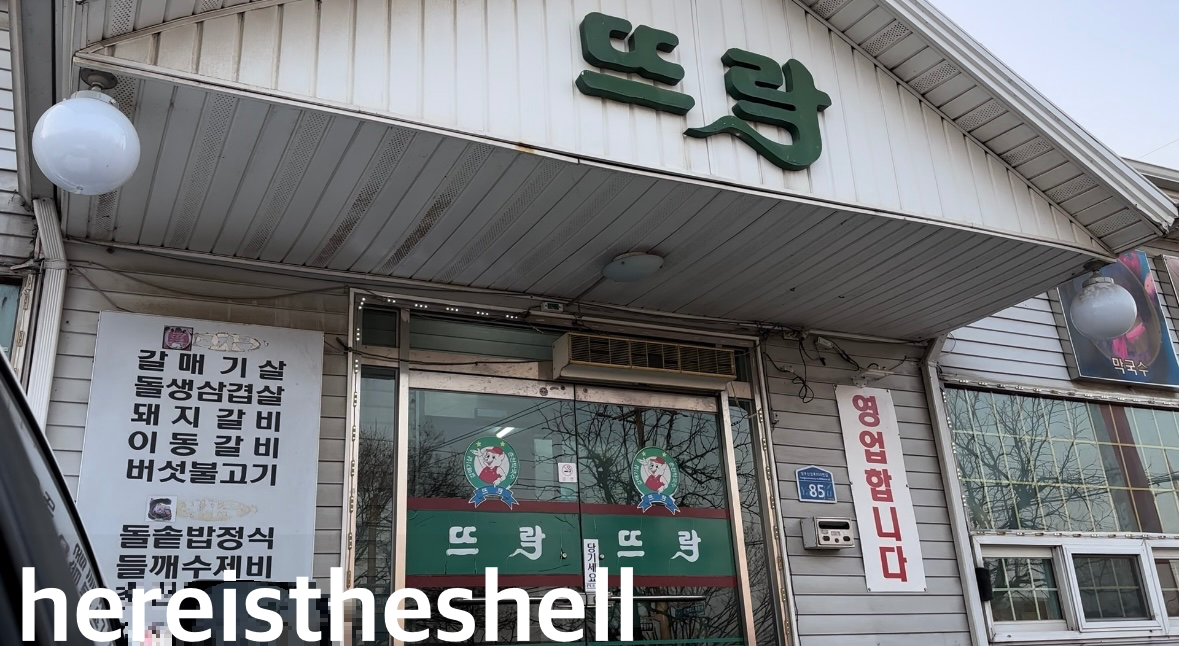 뜨락
갈매기살
돌생삼겹살
돼지갈비
이동갈비
버섯불고기
돌솥밥정식
들깨수제비
뜨락
뜨락
당기세요
85
영업합니다
막국수
hereistheshell